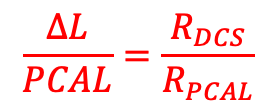 ΔL/PCAL = R_DCS/R_PCAL